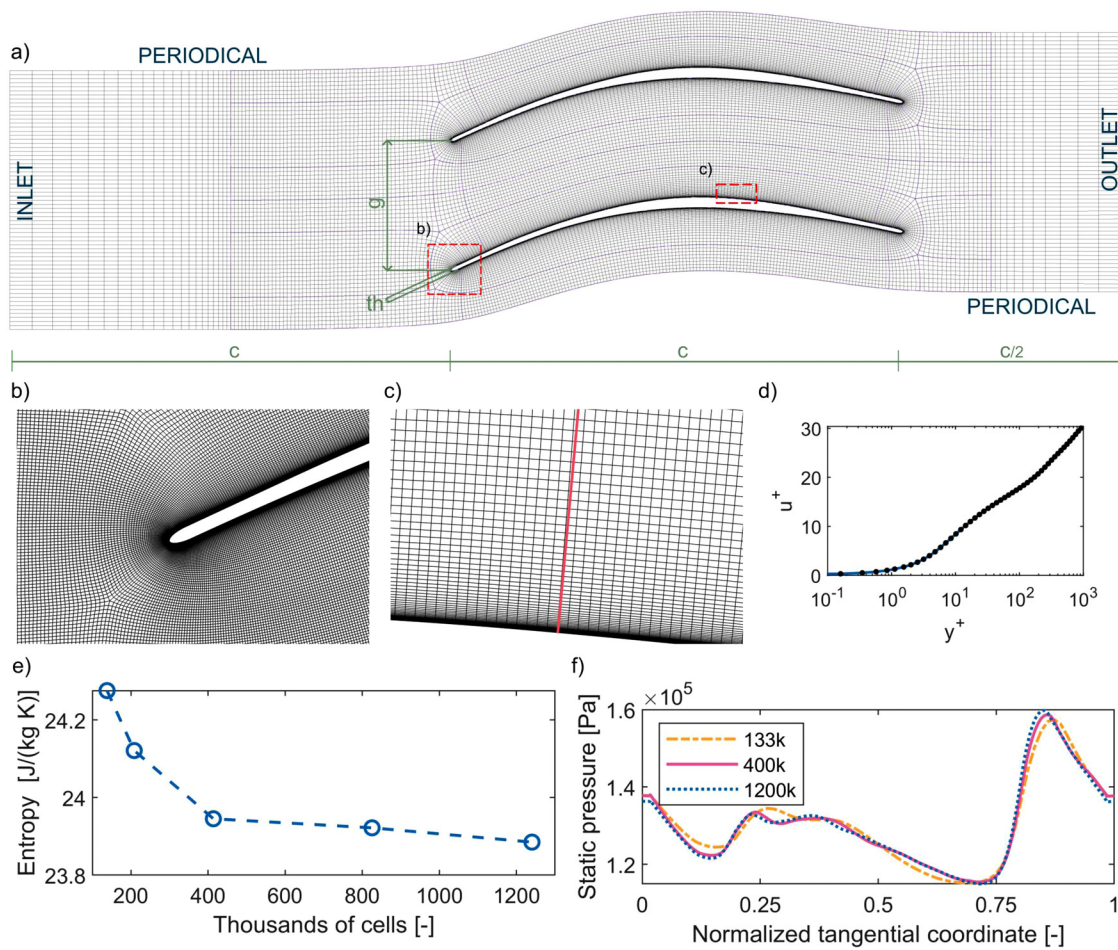 a)
PERIODICAL
INLET
OUTLET
g
b)
c)
th
PERIODICAL
c
c
c/2
b)
c)
d)
30
20
10
0
u+
10-1
100
101
102
103
y+
e)
24.2
24
23.8
Entropy [J/(kg K)]
200
400
600
800
1000
1200
Thousands of cells [-]
f)
×105
1.6
1.4
1.2
Static pressure [Pa]
133k
400k
1200k
0
0.25
0.5
0.75
1
Normalized tangential coordinate [-]